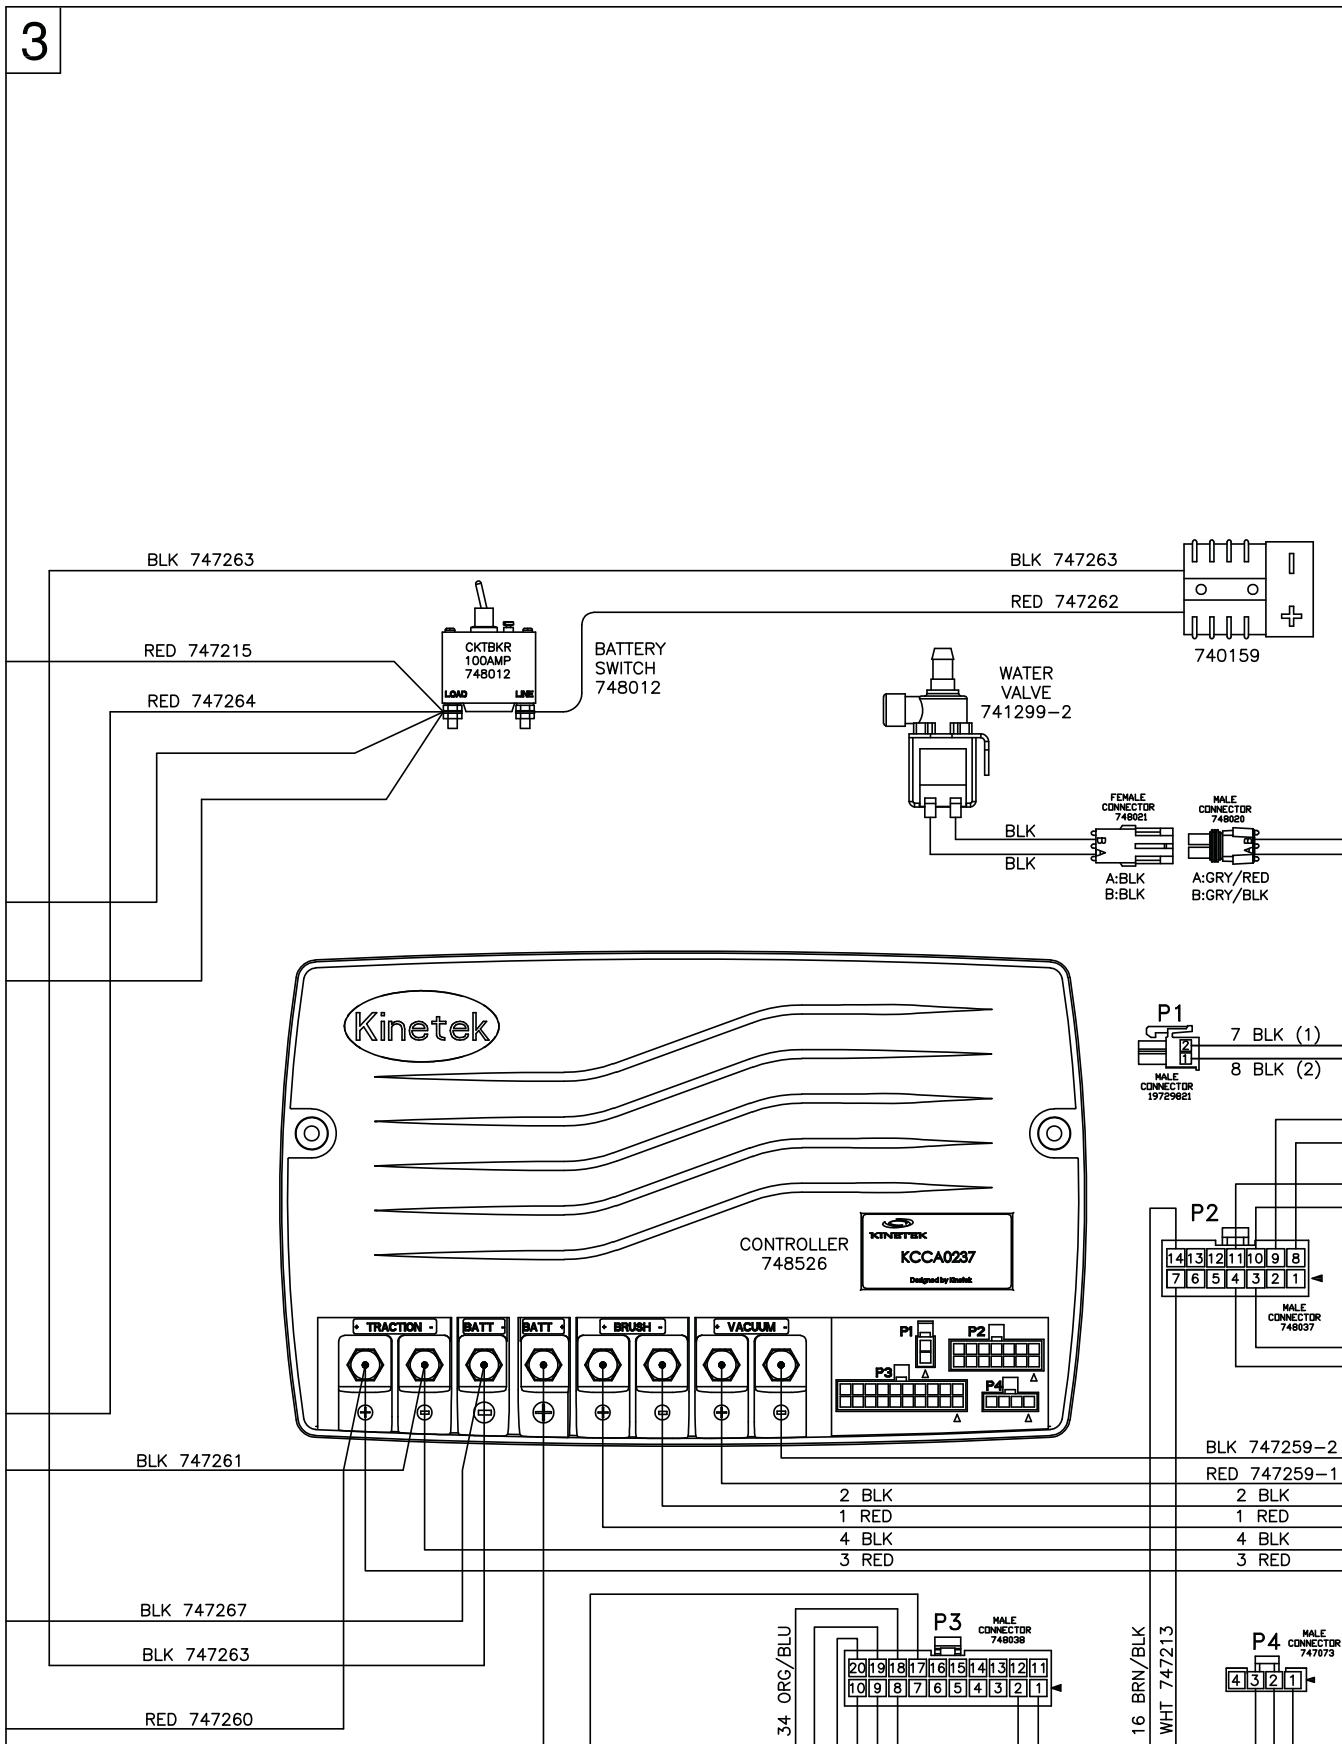 3
BLK 747263
BLK 747263
RED 747262
RED 747215
CKTBKR
100AMP
748012
LOAD
LINE
BATTERY
SWITCH
748012
740159
RED 747264
WATER
VALVE
741299-2
FEMALE
CONNECTOR
748021
MALE
CONNECTOR
748020
BLK
BLK
B
A
B
A
A:BLK
B:BLK
A:GRY/RED
B:GRY/BLK
Kinetek
P1
2
1
7 BLK (1)
8 BLK (2)
MALE
CONNECTOR
19729821
P2
14 13 12 11 10 9 8
7 6 5 4 3 2 1
MALE
CONNECTOR
748037
CONTROLLER
748526
KINETEK
KCCA0237
Designed by Kinetek
+ TRACTION -
BATT -
BATT +
+ BRUSH -
+ VACUUM -
P1
P2
P3
P4
BLK 747261
BLK 747259-2
RED 747259-1
2 BLK
2 BLK
1 RED
1 RED
4 BLK
4 BLK
3 RED
3 RED
BLK 747267
BLK 747263
RED 747260
34 ORG/BLU
P3
MALE
CONNECTOR
748038
20 19 18 17 16 15 14 13 12 11
10 9 8 7 6 5 4 3 2 1
16 BRN/BLK
WHT 747213
P4
MALE
CONNECTOR
747073
4 3 2 1